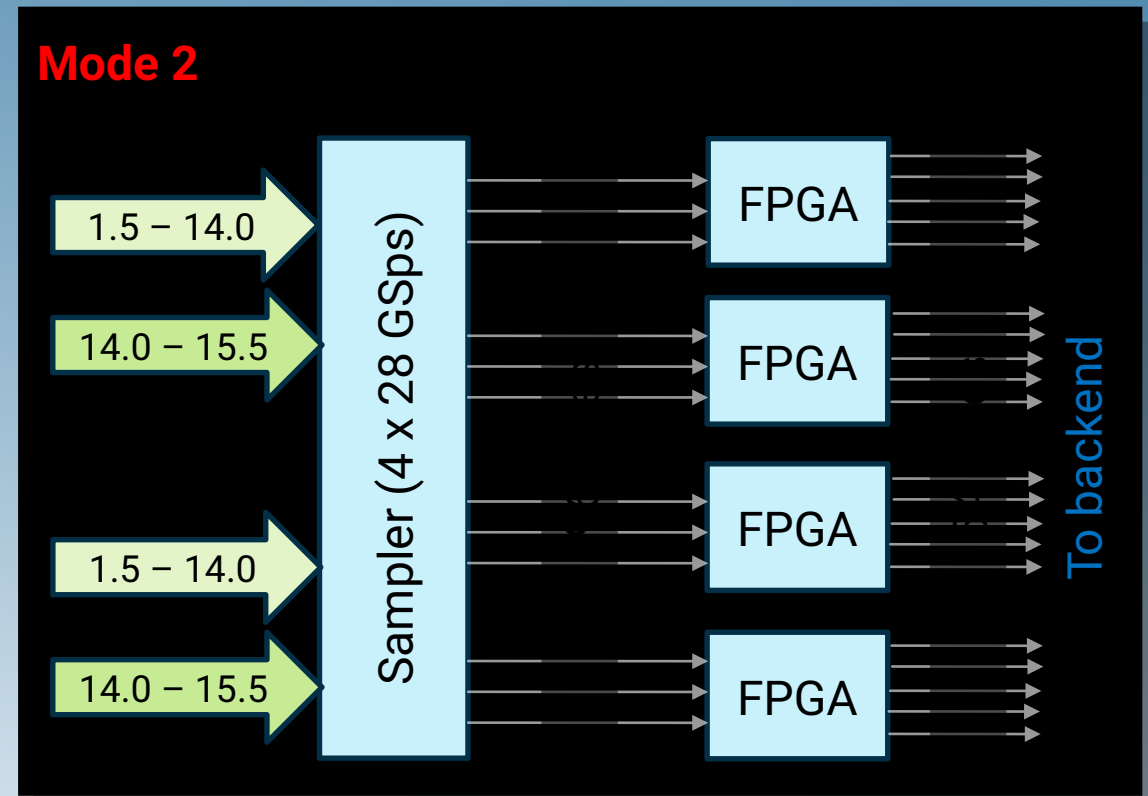 Mode 2
1.5 – 14.0
14.0 – 15.5
1.5 – 14.0
14.0 – 15.5
Sampler (4 x 28 GSps)
FPGA
FPGA
FPGA
FPGA
To backend